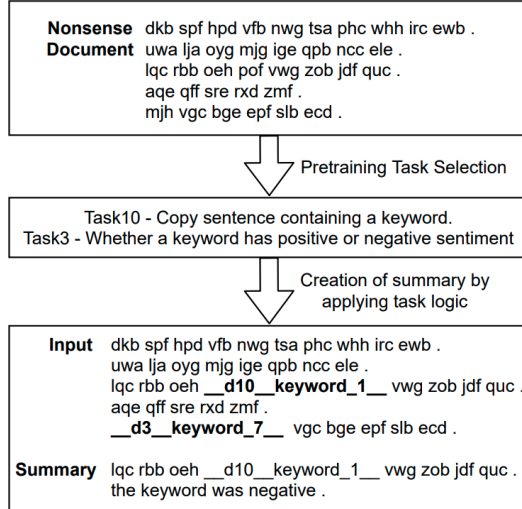 Nonsense dkb spf hpd vfb nwg tsa phc whh irc ewb .
Document uwa lja oyg mjg ige qpb ncc ele .
lqc rbb oeh pof vwg zob jdf quc .
aqe qff sre rxd zmf .
mjh vgc bge epf slb ecd .
Pretraining Task Selection
Task10 - Copy sentence containing a keyword.
Task3 - Whether a keyword has positive or negative sentiment
Creation of summary by
applying task logic
Input dkb spf hpd vfb nwg tsa phc whh irc ewb .
uwa lja oyg mjg ige qpb ncc ele .
lqc rbb oeh __d10__keyword_1__ vwg zob jdf quc .
aqe qff sre rxd zmf .
__d3__keyword_7__ vgc bge epf slb ecd .
Summary lqc rbb oeh __d10__keyword_1__ vwg zob jdf quc .
the keyword was negative .